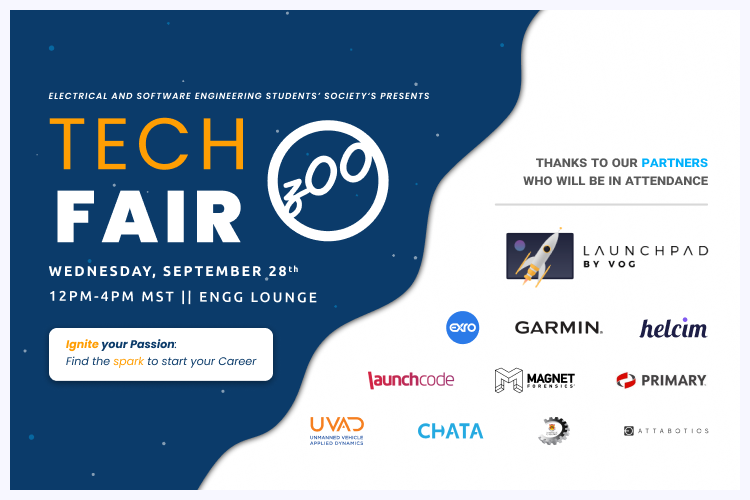 ELECTRICAL AND SOFTWARE ENGINEERING STUDENTS' SOCIETY'S PRESENTS
TECH
FAIR
zoo
WEDNESDAY, SEPTEMBER 28th
12PM-4PM MST || ENGG LOUNGE
Ignite your Passion:
Find the spark to start your Career
THANKS TO OUR PARTNERS
WHO WILL BE IN ATTENDANCE
LAUNCHPAD
BY VOG
EXRO
GARMIN
helcim
launchcode
MAGNET
FORENSICS®
PRIMARY
UVAD
UNMANNED VEHICLE
APPLIED DYNAMICS
CHATA
ATTABOTICS